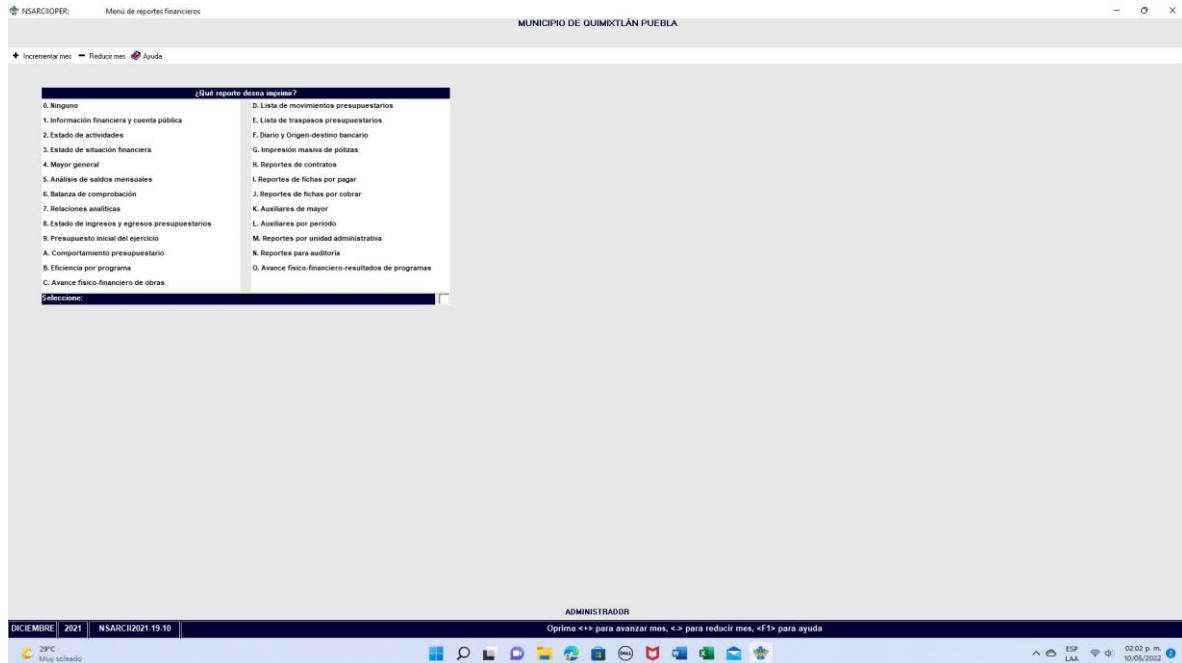 NSARCIIOPER: Menú de reportes financieros
MUNICIPIO DE QUIMIXTLÁN PUEBLA
+ Incrementar mes − Reducir mes Ayuda
¿Qué reporte desea imprimir?
0. Ninguno
1. Información financiera y cuenta pública
2. Estado de actividades
3. Estado de situación financiera
4. Mayor general
5. Análisis de saldos mensuales
6. Balanza de comprobación
7. Relaciones analíticas
8. Estado de ingresos y egresos presupuestarios
9. Presupuesto inicial del ejercicio
A. Comportamiento presupuestario
B. Eficiencia por programa
C. Avance físico-financiero de obras
D. Lista de movimientos presupuestarios
E. Lista de traspasos presupuestarios
F. Diario y Origen-destino bancario
G. Impresión masiva de pólizas
H. Reportes de contratos
I. Reportes de fichas por pagar
J. Reportes de fichas por cobrar
K. Auxiliares de mayor
L. Auxiliares por periodo
M. Reportes por unidad administrativa
N. Reportes para auditoría
O. Avance físico-financiero-resultados de programas
Seleccione:
ADMINISTRADOR
DICIEMBRE 2021 NSARCII2021-19-10 Oprima <+> para avanzar mes, <-> para reducir mes, <F1> para ayuda
29°C
Muy soleado
DELL
ESP
LAA
02:02 p. m.
10/05/2022